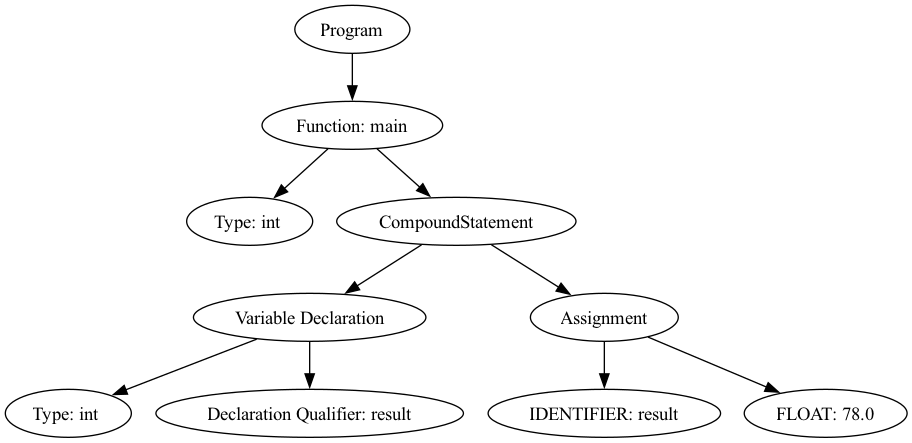 Program
Function: main
Type: int
CompoundStatement
Variable Declaration
Assignment
Type: int
Declaration Qualifier: result
IDENTIFIER: result
FLOAT: 78.0